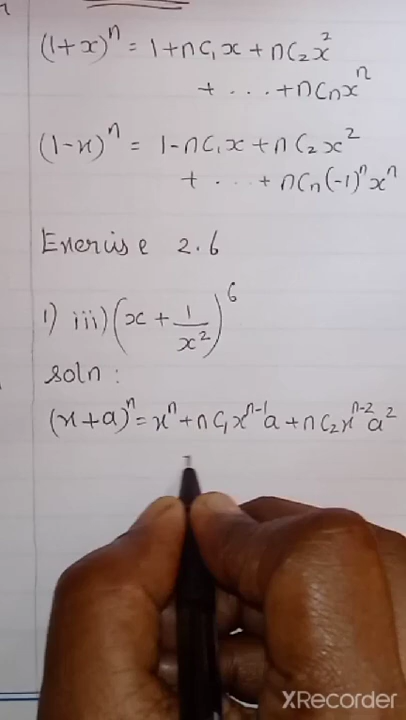 (1+x)ⁿ = 1+nC₁x+nC₂x²
+ ... +nCₙxⁿ
(1-x)ⁿ = 1-nC₁x+nC₂x²
+ ... + nCₙ(-1)ⁿxⁿ
Exercise 2.6
1) iii) (x + 1/x²)⁶
soln :
(x+a)ⁿ = xⁿ+nC₁xⁿ⁻¹a+nC₂xⁿ⁻²a²
XRecorder